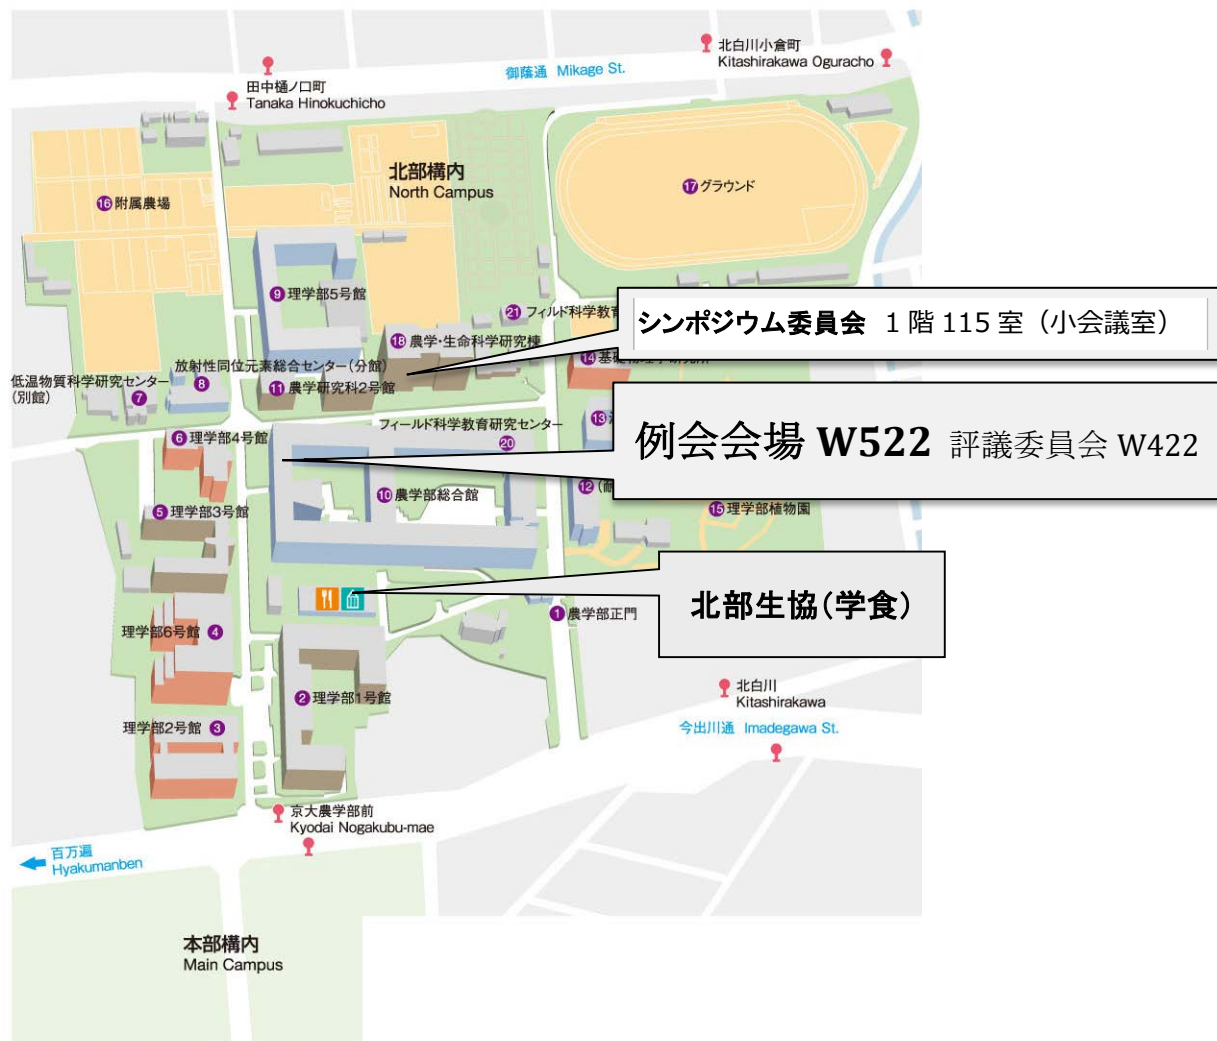 北白川小倉町
Kitashirakawa Oguracho
御蔭通 Mikage St.
田中樋ノ口町
Tanaka Hinokuchicho
北部構内
North Campus
17 グラウンド
16 附属農場
9 理学部5号館
21 フィルド科学教育
シンポジウム委員会 1 階 115 室（小会議室）
18 農学・生命科学研究棟
14 基礎物理学研究所
放射性同位元素総合センター(分館)
8
低温物質科学研究センター
(別館)
7
11 農学研究科2号館
13
フィールド科学教育研究センター
20
6 理学部4号館
例会会場 W522 評議委員会 W422
10 農学部総合館
12
5 理学部3号館
15 理学部植物園
北部生協（学食）
1 農学部正門
理学部6号館 4
2 理学部1号館
北白川
Kitashirakawa
理学部2号館 3
今出川通 Imadegawa St.
京大農学部前
Kyodai Nogakubu-mae
百万遍
Hyakumanben
本部構内
Main Campus